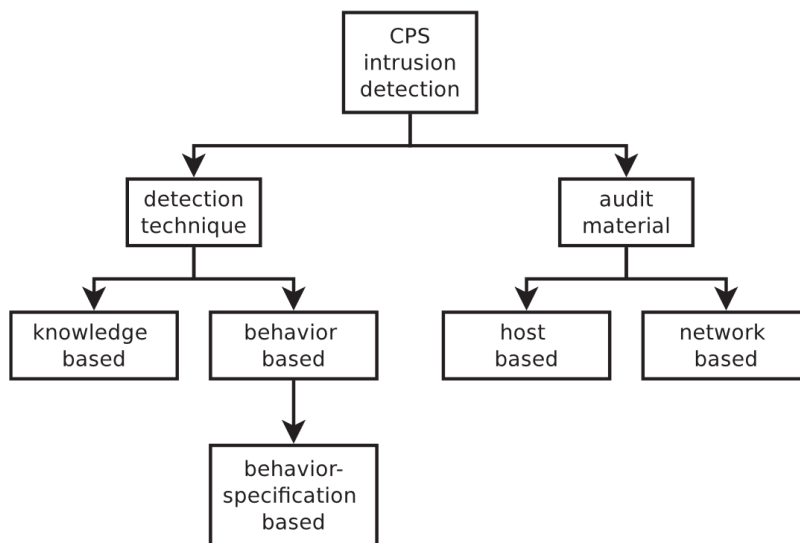 CPS
intrusion
detection
detection
technique
audit
material
knowledge
based
behavior
based
host
based
network
based
behavior-
specification
based